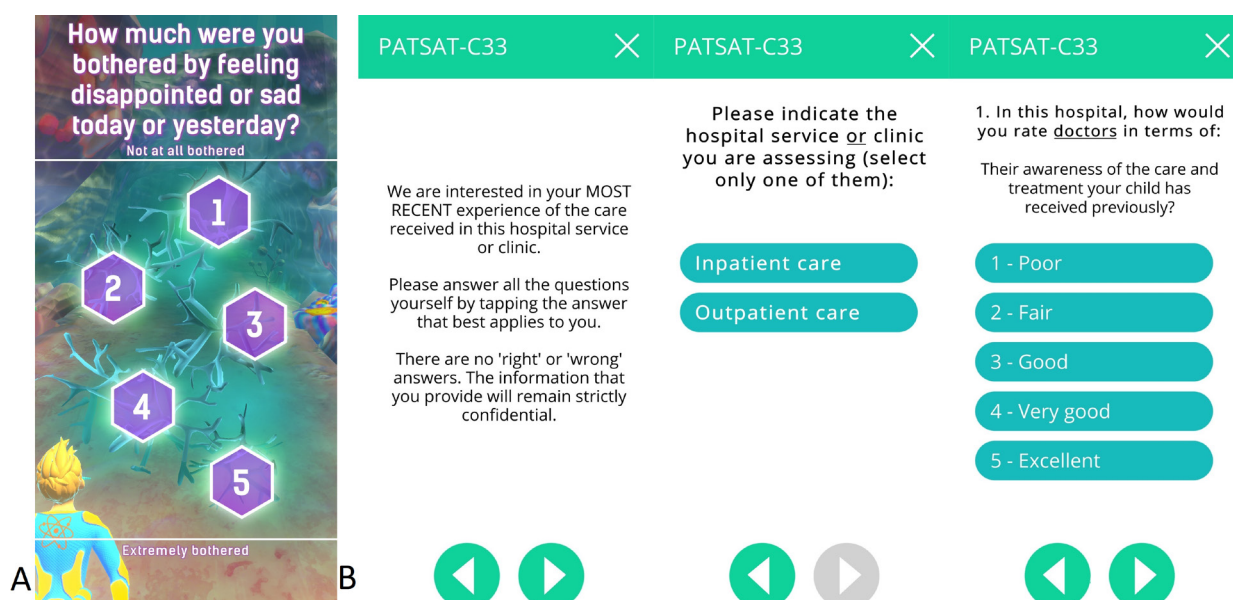 How much were you
bothered by feeling
disappointed or sad
today or yesterday?
Not at all bothered
1
2
3
4
5
Extremely bothered
A
B
PATSAT-C33
We are interested in your MOST
RECENT experience of the care
received in this hospital service
or clinic.
Please answer all the questions
yourself by tapping the answer
that best applies to you.
There are no 'right' or 'wrong'
answers. The information that
you provide will remain strictly
confidential.
PATSAT-C33
Please indicate the
hospital service or clinic
you are assessing (select
only one of them):
Inpatient care
Outpatient care
PATSAT-C33
1. In this hospital, how would
you rate doctors in terms of:
Their awareness of the care and
treatment your child has
received previously?
1 - Poor
2 - Fair
3 - Good
4 - Very good
5 - Excellent